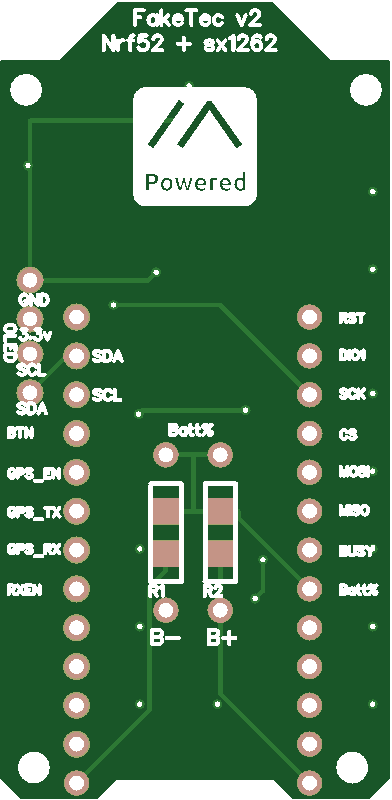 FakeTec v2
Nrf52 + sx1262
Powered
GND
3.3v
OLED
SCL
SDA
SDA
SCL
BTN
GPS_EN
GPS_TX
GPS_RX
RXEN
RST
DIO1
SCK
CS
MOSI
MISO
BUSY
Batt%
Batt%
R1
R2
B-
B+